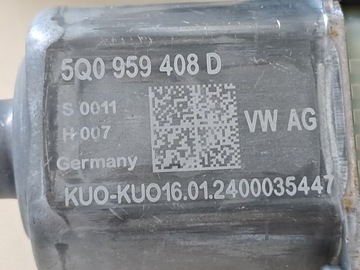 5Q0 959 408 D
S 0011
H 007
VW AG
Germany
KUO-KUO16.01.2400035447